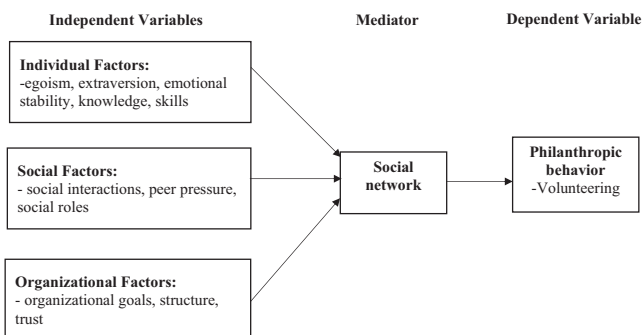 Independent Variables
Mediator
Dependent Variable
Individual Factors:
-egoism, extraversion, emotional
stability, knowledge, skills
Social Factors:
- social interactions, peer pressure,
social roles
Organizational Factors:
- organizational goals, structure,
trust
Social
network
Philanthropic
behavior
-Volunteering